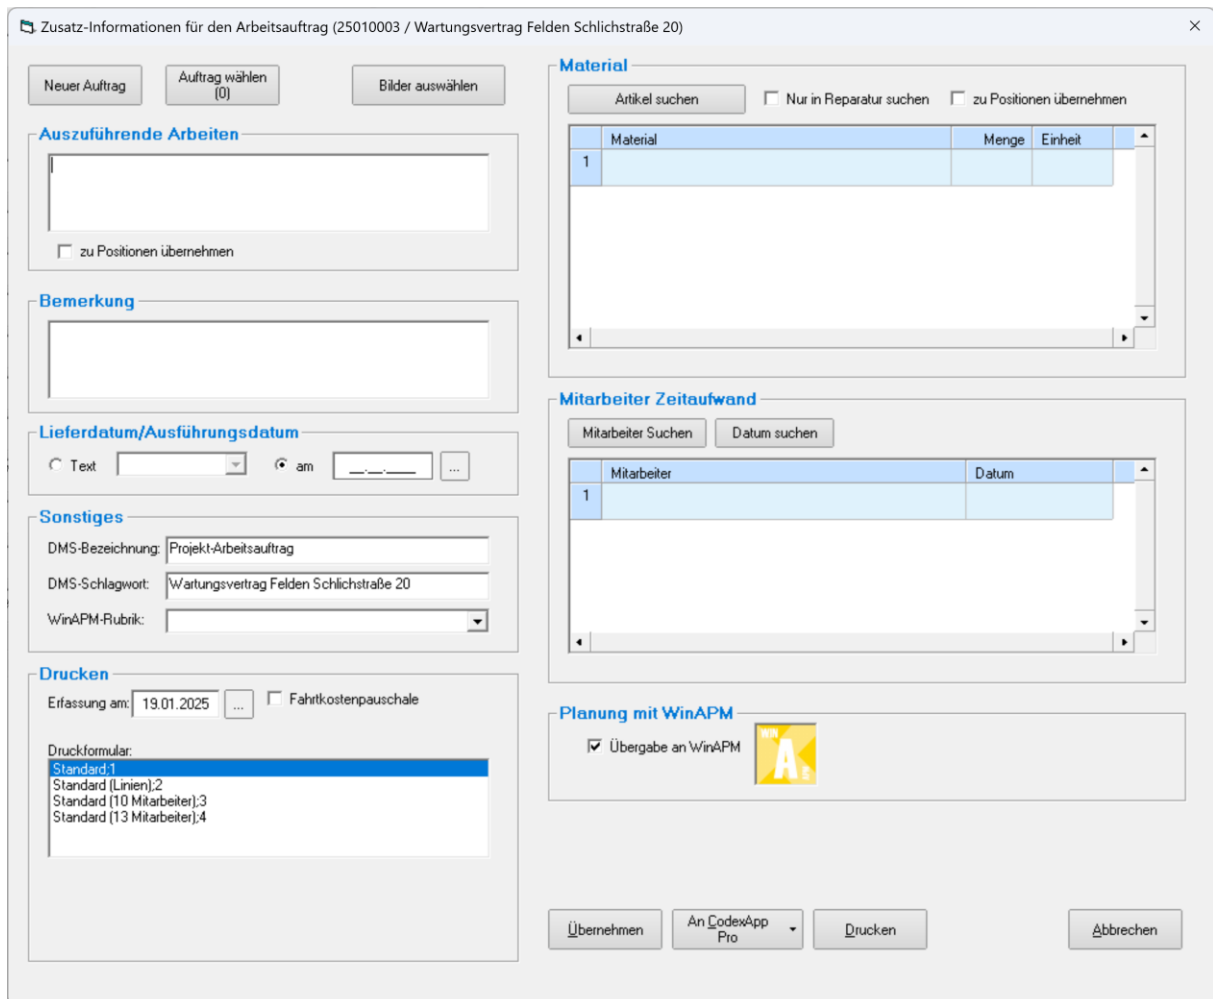 Zusatz-Informationen für den Arbeitsauftrag (25010003 / Wartungsvertrag Felden Schlichstraße 20)
Neuer Auftrag
Auftrag wählen
(0)
Bilder auswählen
Auszuführende Arbeiten
zu Positionen übernehmen
Bemerkung
Lieferdatum/Ausführungsdatum
Text
am
__.__.____
...
Sonstiges
DMS-Bezeichnung: Projekt-Arbeitsauftrag
DMS-Schlagwort: Wartungsvertrag Felden Schlichstraße 20
WinAPM-Rubrik:
Drucken
Erfassung am: 19.01.2025 ... Fahrtkostenpauschale
Druckformular:
Standard;1
Standard (Linien);2
Standard (10 Mitarbeiter);3
Standard (13 Mitarbeiter);4
Material
Artikel suchen Nur in Reparatur suchen zu Positionen übernehmen
Material Menge Einheit
1
Mitarbeiter Zeitaufwand
Mitarbeiter Suchen Datum suchen
Mitarbeiter Datum
1
Planung mit WinAPM
Übergabe an WinAPM
WIN
A
Übernehmen
An CodexApp
Pro
Drucken
Abbrechen